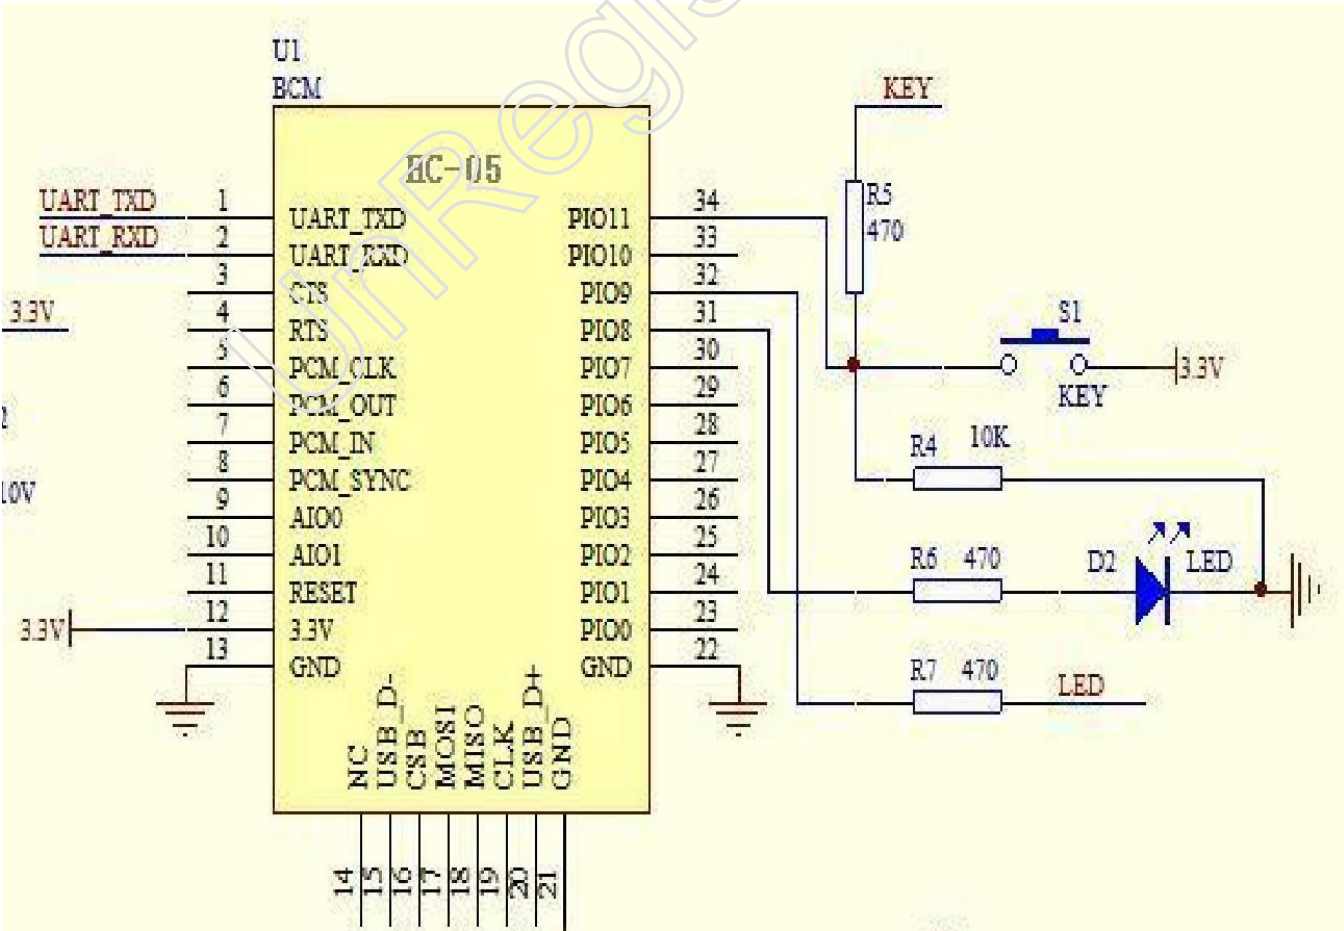 U1
BCM
KEY
HC-05
UART_TXD 1 UART_TXD PIO11 34 R5
UART_RXD 2 UART_RXD PIO10 33 470
3 CTS PIO9 32
3.3V 4 RTS PIO8 31 S1
5 PCM_CLK PIO7 30 3.3V
6 PCM_OUT PIO6 29 KEY
7 PCM_IN PIO5 28 R4 10K
8 PCM_SYNC PIO4 27
10V 9 AIO0 PIO3 26
10 AIO1 PIO2 25 R6 470 D2 LED
11 RESET PIO1 24
3.3V 12 3.3V PIO0 23
13 GND GND 22 R7 470 LED
NC USB_D- CSB MOSI MISO CLK USB_D+ GND
14 15 16 17 18 19 20 21
UnRegis